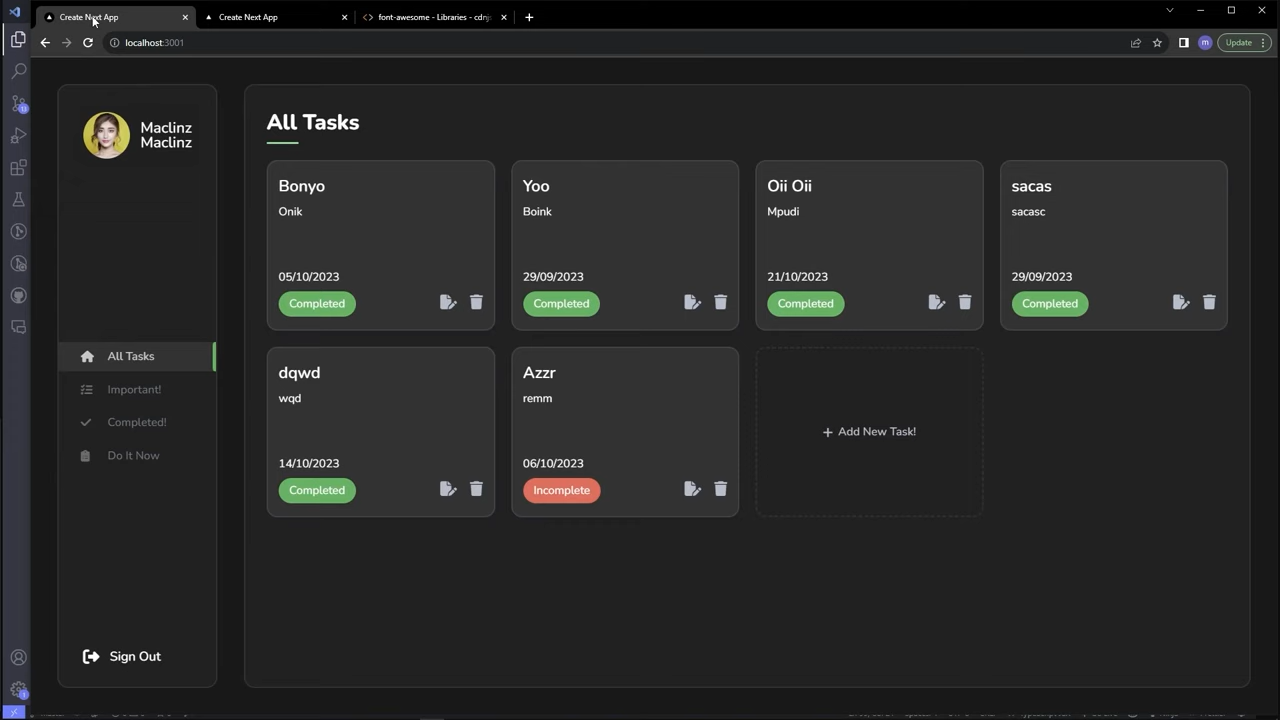 Create Next App
Create Next App
font-awesome - Libraries - cdnj
localhost:3001
m
Update
Maclinz
Maclinz
All Tasks
Important!
Completed!
Do It Now
Sign Out
All Tasks
Bonyo
Onik
05/10/2023
Completed
Yoo
Boink
29/09/2023
Completed
Oii Oii
Mpudi
21/10/2023
Completed
sacas
sacasc
29/09/2023
Completed
dqwd
wqd
14/10/2023
Completed
Azzr
remm
06/10/2023
Incomplete
+ Add New Task!